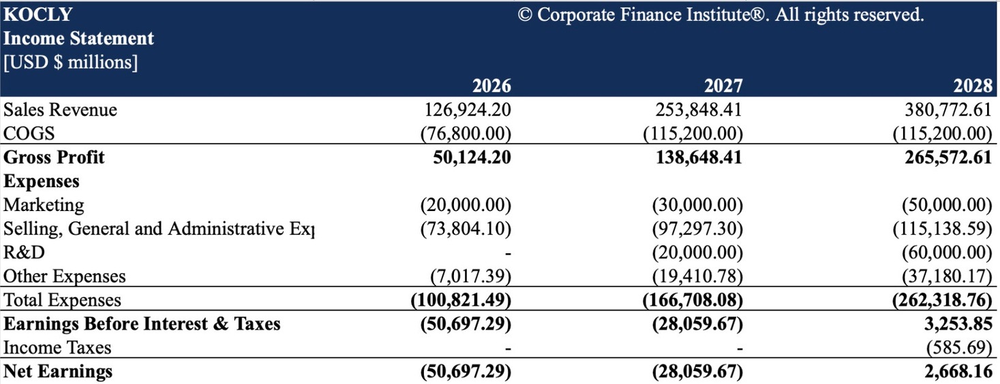 KOCLY © Corporate Finance Institute®. All rights reserved.
Income Statement
[USD $ millions]
2026 2027 2028
Sales Revenue 126,924.20 253,848.41 380,772.61
COGS (76,800.00) (115,200.00) (115,200.00)
Gross Profit 50,124.20 138,648.41 265,572.61
Expenses
Marketing (20,000.00) (30,000.00) (50,000.00)
Selling, General and Administrative Exp (73,804.10) (97,297.30) (115,138.59)
R&D - (20,000.00) (60,000.00)
Other Expenses (7,017.39) (19,410.78) (37,180.17)
Total Expenses (100,821.49) (166,708.08) (262,318.76)
Earnings Before Interest & Taxes (50,697.29) (28,059.67) 3,253.85
Income Taxes - - (585.69)
Net Earnings (50,697.29) (28,059.67) 2,668.16